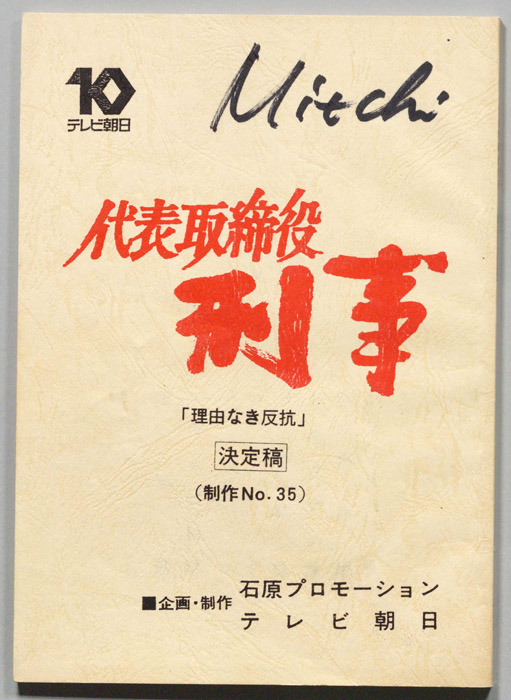 10
テレビ朝日
Mitchi
代表取締役
刑事
「理由なき反抗」
決定稿
(制作No.35)
■企画・制作 石原プロモーション
テレビ朝日